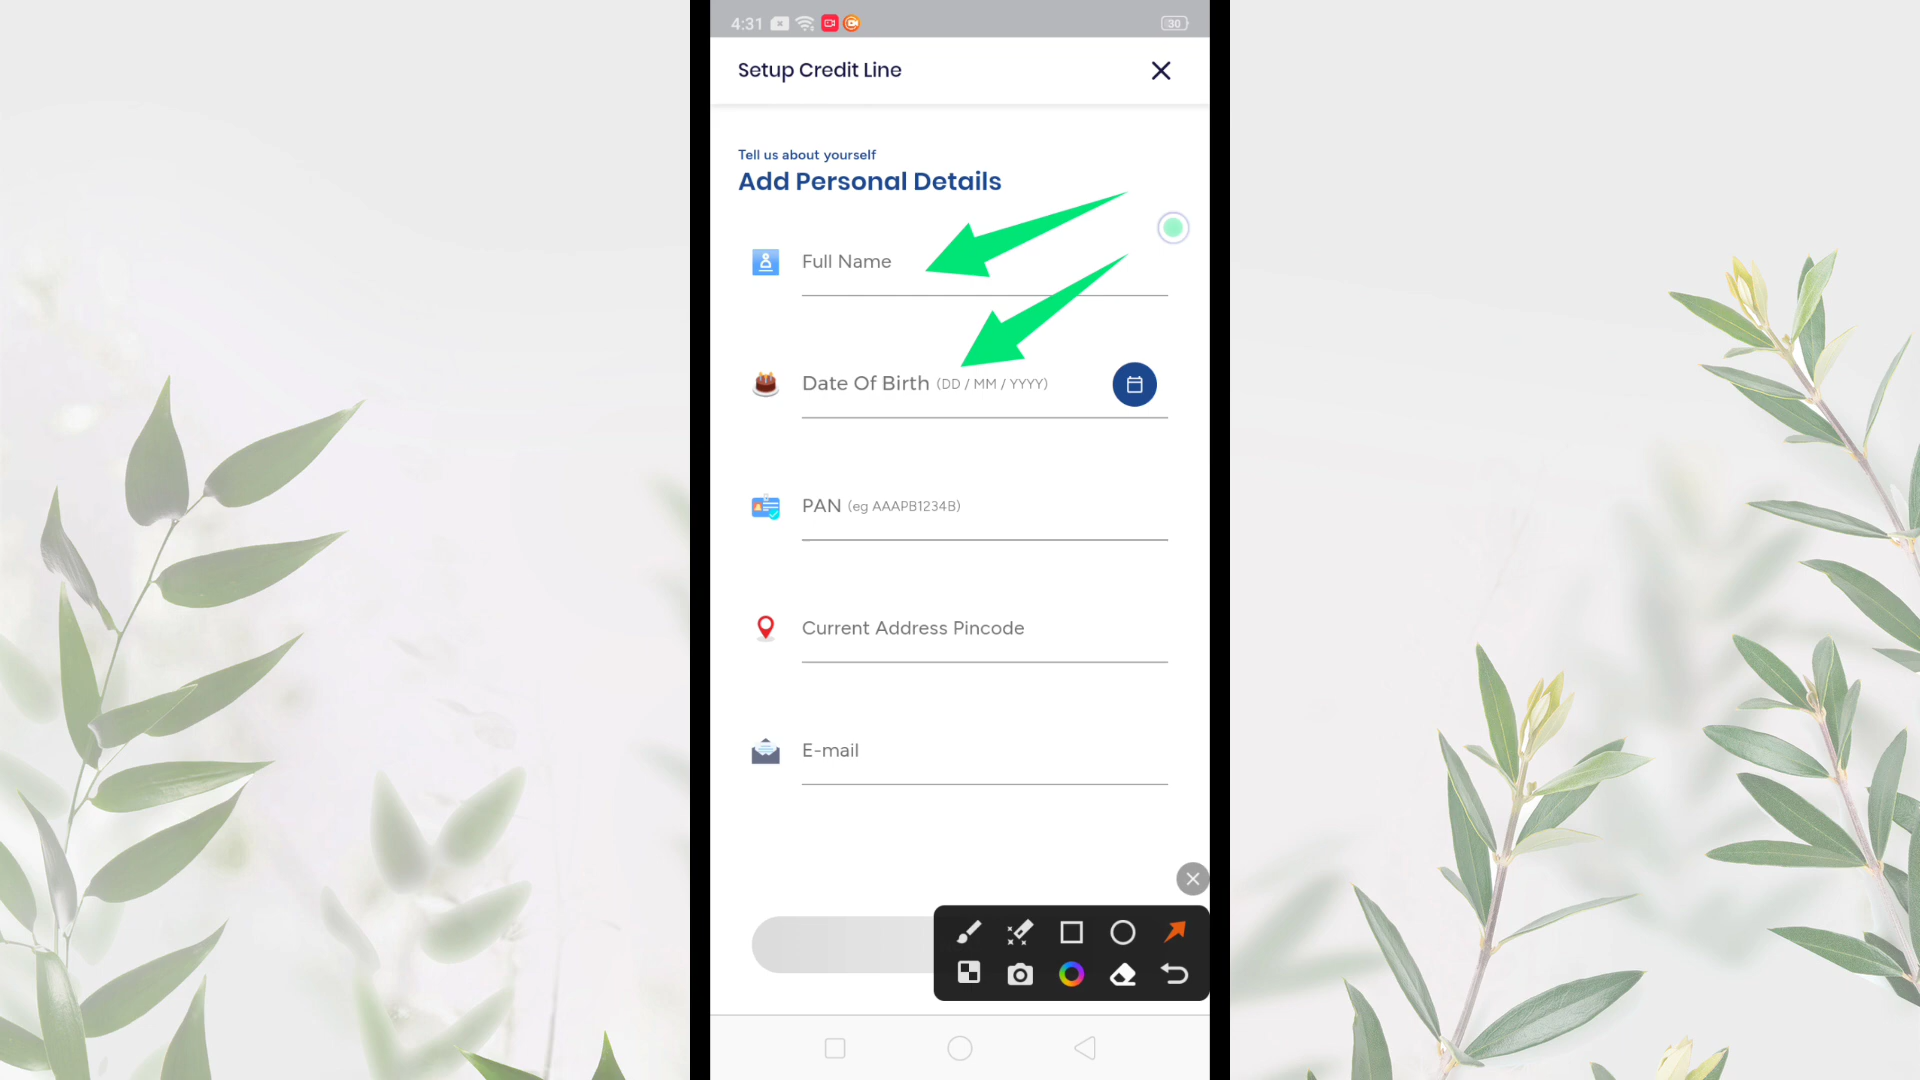 4:31
30
Setup Credit Line
Tell us about yourself
Add Personal Details
Full Name
Date Of Birth (DD / MM / YYYY)
PAN (eg AAAPB1234B)
Current Address Pincode
E-mail